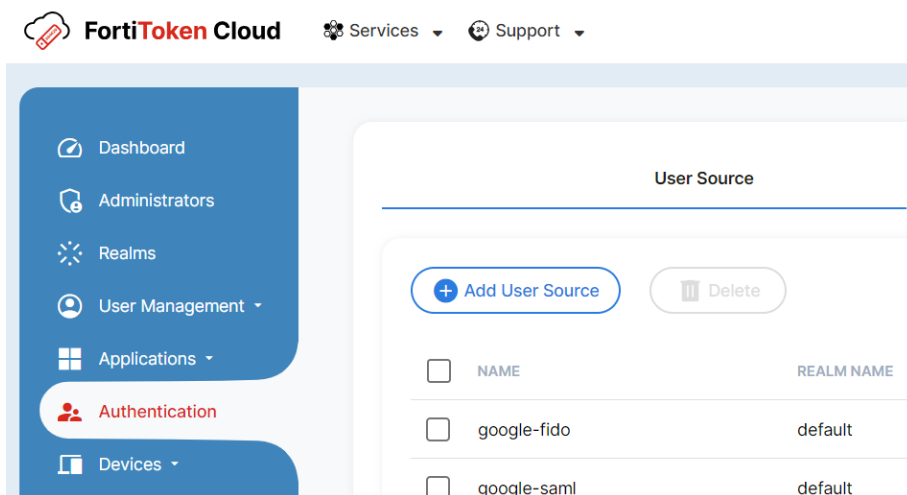 FortiToken Cloud Services Support
Dashboard
Administrators
Realms
User Management
Applications
Authentication
Devices
User Source
Add User Source Delete
NAME REALM NAME
google-fido default
google-saml default